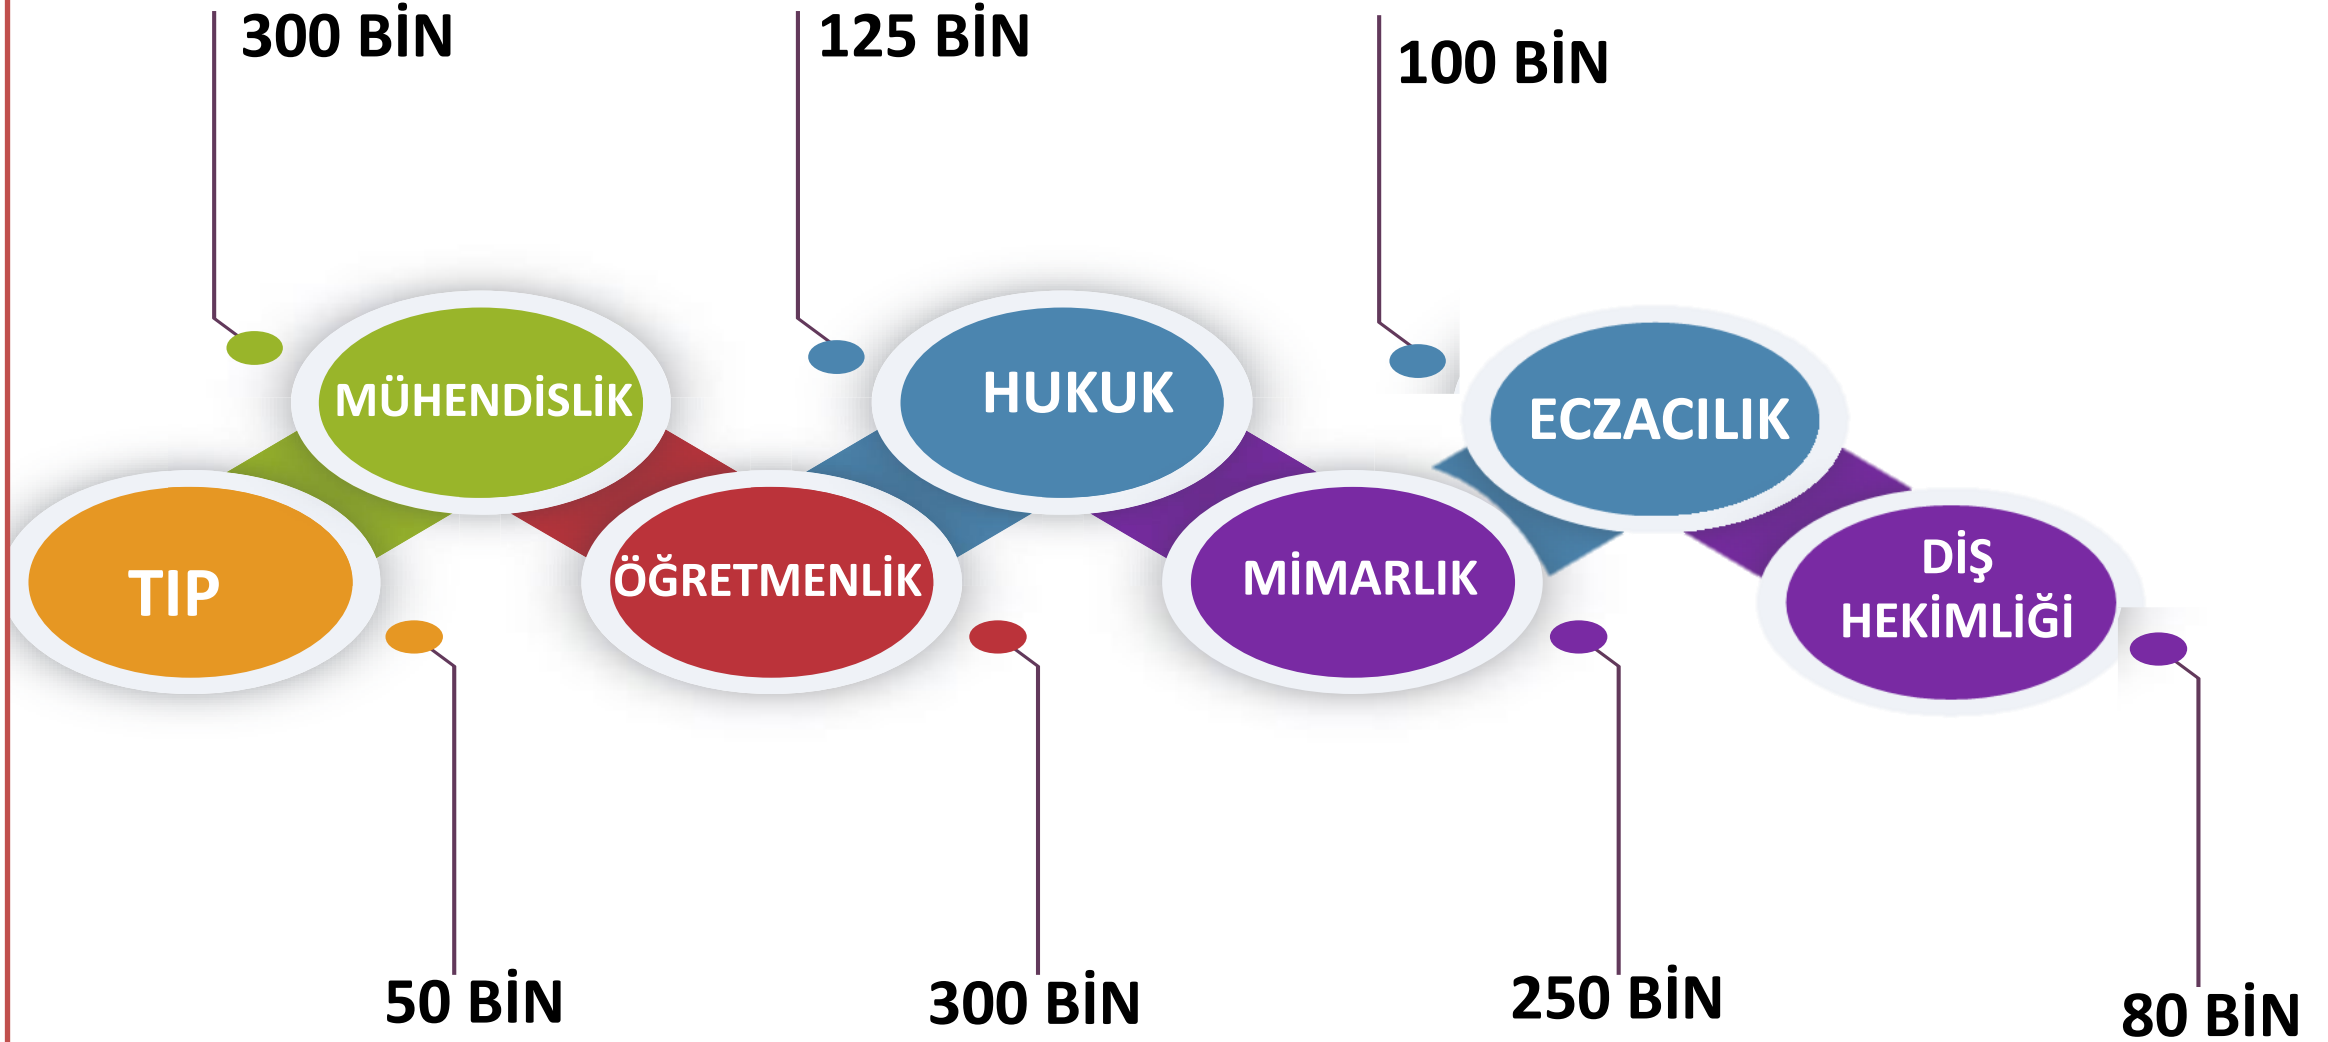 300 BİN
125 BİN
100 BİN
MÜHENDİSLİK
HUKUK
ECZACILIK
TIP
ÖĞRETMENLİK
MİMARLIK
DİŞ
HEKİMLİĞİ
50 BİN
300 BİN
250 BİN
80 BİN